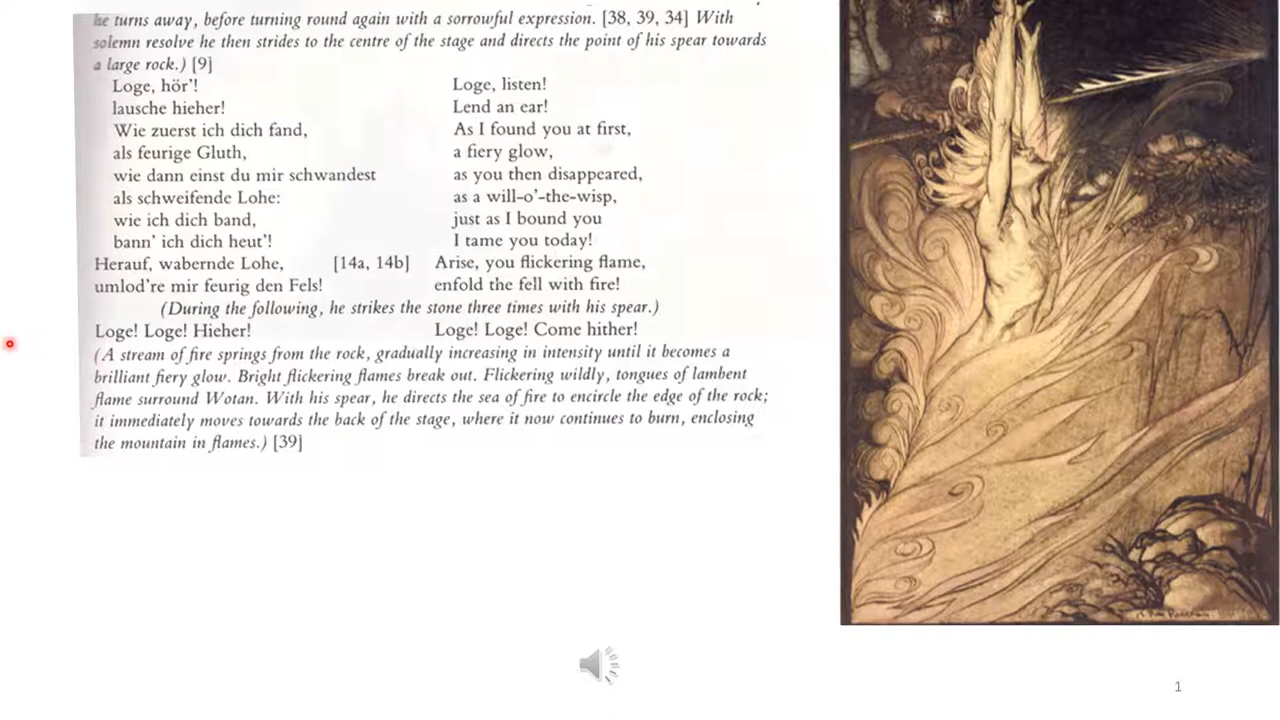 he turns away, before turning round again with a sorrowful expression. [38, 39, 34] With
solemn resolve he then strides to the centre of the stage and directs the point of his spear towards
a large rock.) [9]
Loge, hör'! Loge, listen!
lausche hieher! Lend an ear!
Wie zuerst ich dich fand, As I found you at first,
als feurige Gluth, a fiery glow,
wie dann einst du mir schwandest as you then disappeared,
als schweifende Lohe: as a will-o'-the-wisp,
wie ich dich band, just as I bound you
bann' ich dich heut'! I tame you today!
Herauf, wabernde Lohe, [14a, 14b] Arise, you flickering flame,
umlod're mir feurig den Fels! enfold the fell with fire!
(During the following, he strikes the stone three times with his spear.)
Loge! Loge! Hieher! Loge! Loge! Come hither!
(A stream of fire springs from the rock, gradually increasing in intensity until it becomes a
brilliant fiery glow. Bright flickering flames break out. Flickering wildly, tongues of lambent
flame surround Wotan. With his spear, he directs the sea of fire to encircle the edge of the rock;
it immediately moves towards the back of the stage, where it now continues to burn, enclosing
the mountain in flames.) [39]
1